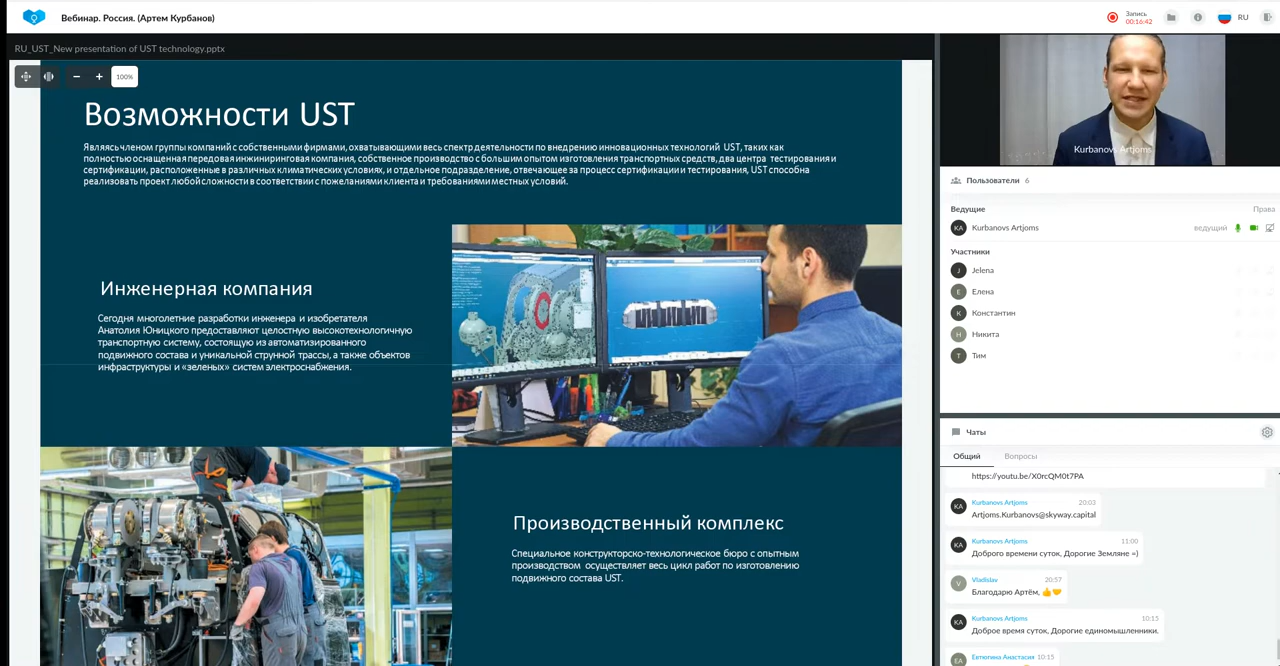 Вебинар. Россия. (Артем Курбанов)
Запись
00:16:42
RU
RU_UST_New presentation of UST technology.pptx
100%
Возможности UST
Являясь членом группы компаний с собственными фирмами, охватывающими весь спектр деятельности по внедрению инновационных технологий UST, таких как
полностью оснащенная передовая инжиниринговая компания, собственное производство с большим опытом изготовления транспортных средств, два центра тестирования и
сертификации, расположенные в различных климатических условиях, и отдельное подразделение, отвечающее за процесс сертификации и тестирования, UST способна
реализовать проект любой сложности в соответствии с пожеланиями клиента и требованиями местных условий.
Инженерная компания
Сегодня многолетние разработки инженера и изобретателя
Анатолия Юницкого предоставляют целостную высокотехнологичную
транспортную систему, состоящую из автоматизированного
подвижного состава и уникальной струнной трассы, а также объектов
инфраструктуры и «зеленых» систем электроснабжения.
Производственный комплекс
Специальное конструкторско-технологическое бюро с опытным
производством осуществляет весь цикл работ по изготовлению
подвижного состава UST.
Kurbanovs Artjoms
Пользователи 6
Ведущие
Права
KA Kurbanovs Artjoms
ведущий
Участники
J Jelena
Е Елена
К Константин
Н Никита
Т Тим
Чаты
Общий Вопросы
https://youtu.be/X0rcQM0t7PA
KA Kurbanovs Artjoms 20:03
Artjoms.Kurbanovs@skyway.capital
KA Kurbanovs Artjoms 11:00
Доброго времени суток, Дорогие Земляне =)
V Vladislav 20:57
Благодарю Артём, 👍🤝
KA Kurbanovs Artjoms 10:15
Доброе время суток, Дорогие единомышленники.
ЕА Евтюгина Анастасия 10:15